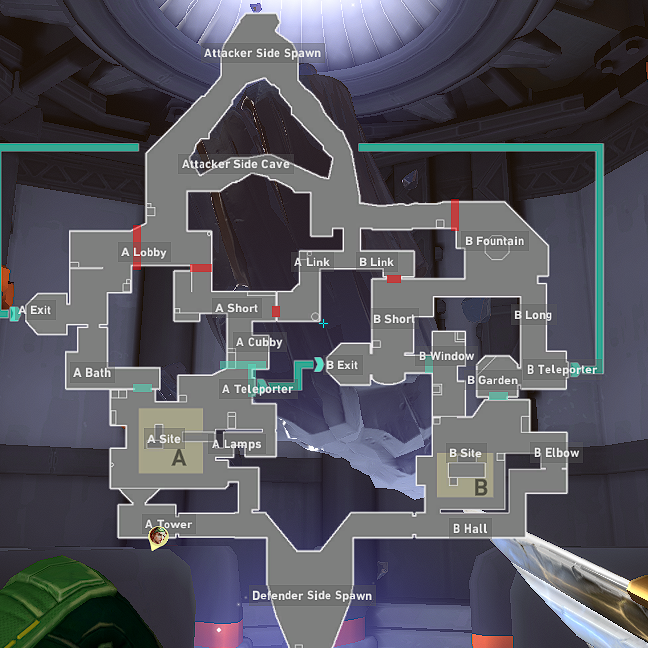 Attacker Side Spawn
Attacker Side Cave
B Fountain
A Lobby
A Link
B Link
A Exit
A Short
B Short
B Long
A Cubby
B Window
A Bath
B Exit
B Garden
B Teleporter
A Teleporter
A Site
A Lamps
B Site
B Elbow
A
B
A Tower
B Hall
Defender Side Spawn